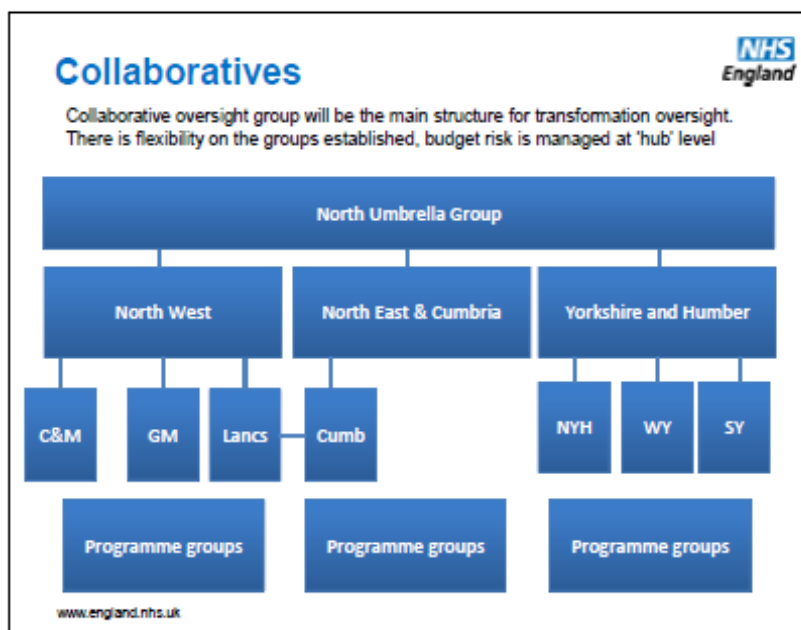 Collaboratives
NHS
England
Collaborative oversight group will be the main structure for transformation oversight.
There is flexibility on the groups established, budget risk is managed at 'hub' level
North Umbrella Group
North West
North East & Cumbria
Yorkshire and Humber
C&M
GM
Lancs
Cumb
NYH
WY
SY
Programme groups
Programme groups
Programme groups
www.england.nhs.uk